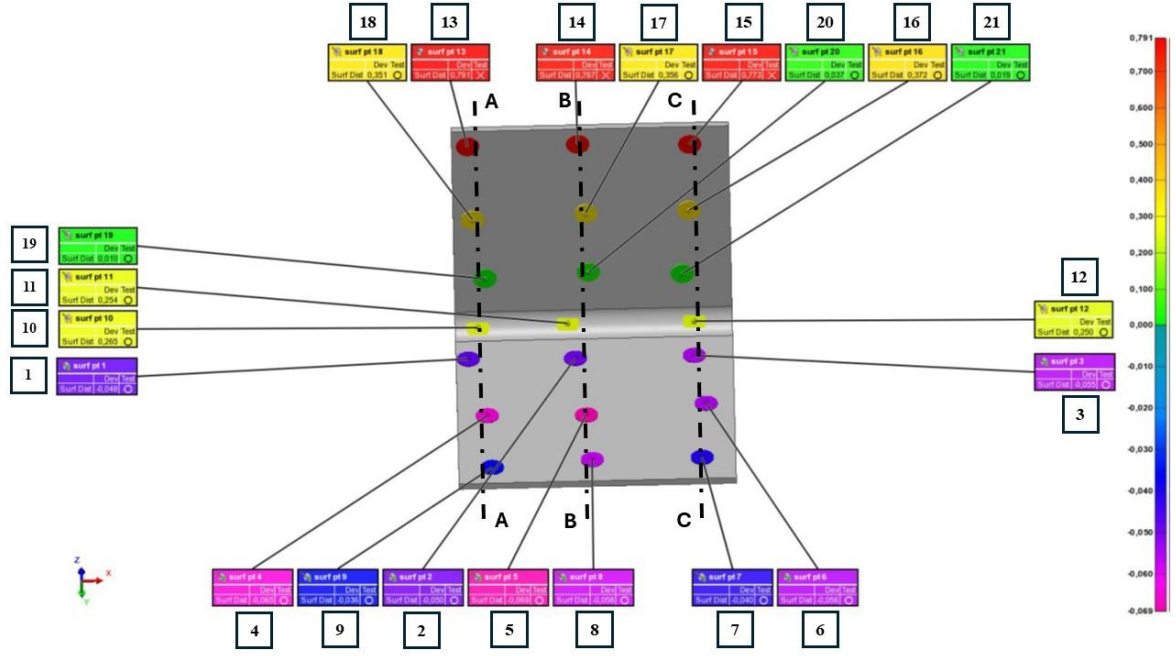 18 13 14 17 15 20 16 21
surf pt 18
Dev Test
Surf Dist 0,351
surf pt 13
Dev Test
Surf Dist 0,791
surf pt 14
Dev Test
Surf Dist 0,767
surf pt 17
Dev Test
Surf Dist 0,356
surf pt 15
Dev Test
Surf Dist 0,773
surf pt 20
Dev Test
Surf Dist 0,037
surf pt 16
Dev Test
Surf Dist 0,372
surf pt 21
Dev Test
Surf Dist 0,019
A B C
19
surf pt 19
Dev Test
Surf Dist 0,010
11
surf pt 11
Dev Test
Surf Dist 0,254
10
surf pt 10
Dev Test
Surf Dist 0,265
1
surf pt 1
Dev Test
Surf Dist -0,048
12
surf pt 12
Dev Test
Surf Dist 0,250
surf pt 3
Dev Test
Surf Dist -0,055
3
A B C
surf pt 4
Dev Test
Surf Dist -0,065
surf pt 9
Dev Test
Surf Dist -0,036
surf pt 2
Dev Test
Surf Dist -0,050
surf pt 5
Dev Test
Surf Dist -0,069
surf pt 8
Dev Test
Surf Dist
surf pt 7
Dev Test
Surf Dist -0,040
surf pt 6
Dev Test
Surf Dist -0,056
4 9 2 5 8 7 6
Z
X
Y
0,791
0,700
0,600
0,500
0,400
0,300
0,200
0,100
0,000
-0,010
-0,020
-0,030
-0,040
-0,050
-0,060
-0,069